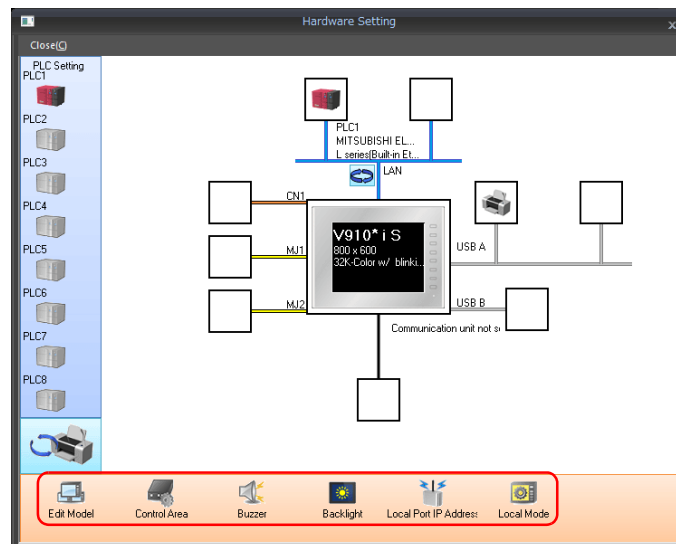 Hardware Setting
Close(C)
PLC Setting
PLC1
PLC2
PLC3
PLC4
PLC5
PLC6
PLC7
PLC8
PLC1
MITSUBISHI EL...
L series(Built-in Et...
LAN
CN1
MJ1
MJ2
V910* i S
800 x 600
32K-Color w/ blinki...
USB A
USB B
Communication unit not
Edit Model
Control Area
Buzzer
Backlight
Local Port IP Address
Local Mode